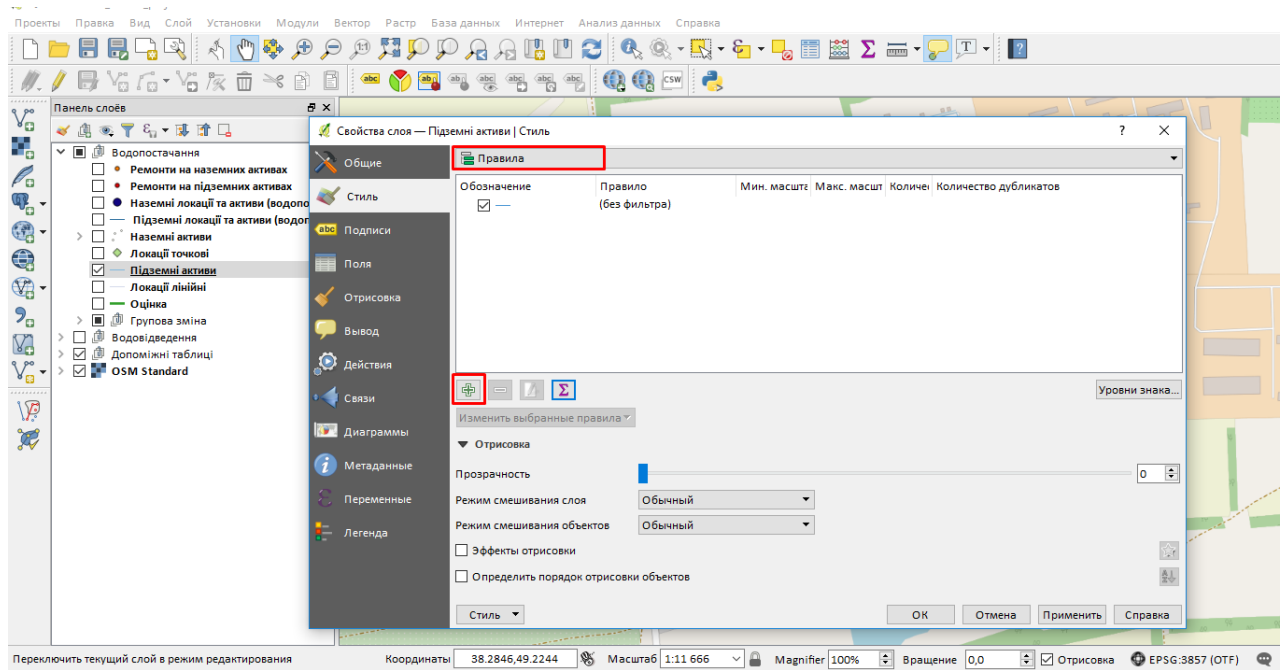 Проекты Правка Вид Слой Установки Модули Вектор Растр База данных Интернет Анализ данных Справка
abc
CSW
Панель слоёв
Водопостачання
Ремонти на наземних активах
Ремонти на підземних активах
Наземні локації та активи (водопо
Підземні локації та активи (водоп
Наземні активи
Локації точкові
Підземні активи
Локації лінійні
Оцінка
Групова зміна
Водовідведення
Допоміжні таблиці
OSM Standard
Свойства слоя — Підземні активи | Стиль
Общие
Стиль
Подписи
Поля
Отрисовка
Вывод
Действия
Связи
Диаграммы
Метаданные
Переменные
Легенда
Правила
Обозначение Правило Мин. масшта Макс. масшт Количе Количество дубликатов
(без фильтра)
Уровни знака...
Изменить выбранные правила
Отрисовка
Прозрачность 0
Режим смешивания слоя Обычный
Режим смешивания объектов Обычный
Эффекты отрисовки
Определить порядок отрисовки объектов
Стиль ОК Отмена Применить Справка
Переключить текущий слой в режим редактирования Координаты 38.2846,49.2244 Масштаб 1:11 666 Magnifier 100% Вращение 0,0 Отрисовка EPSG:3857 (OTF)